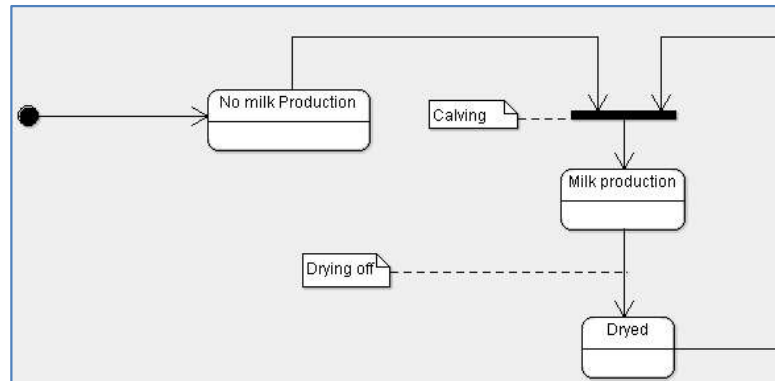 No milk Production
Calving
Milk production
Drying off
Dryed